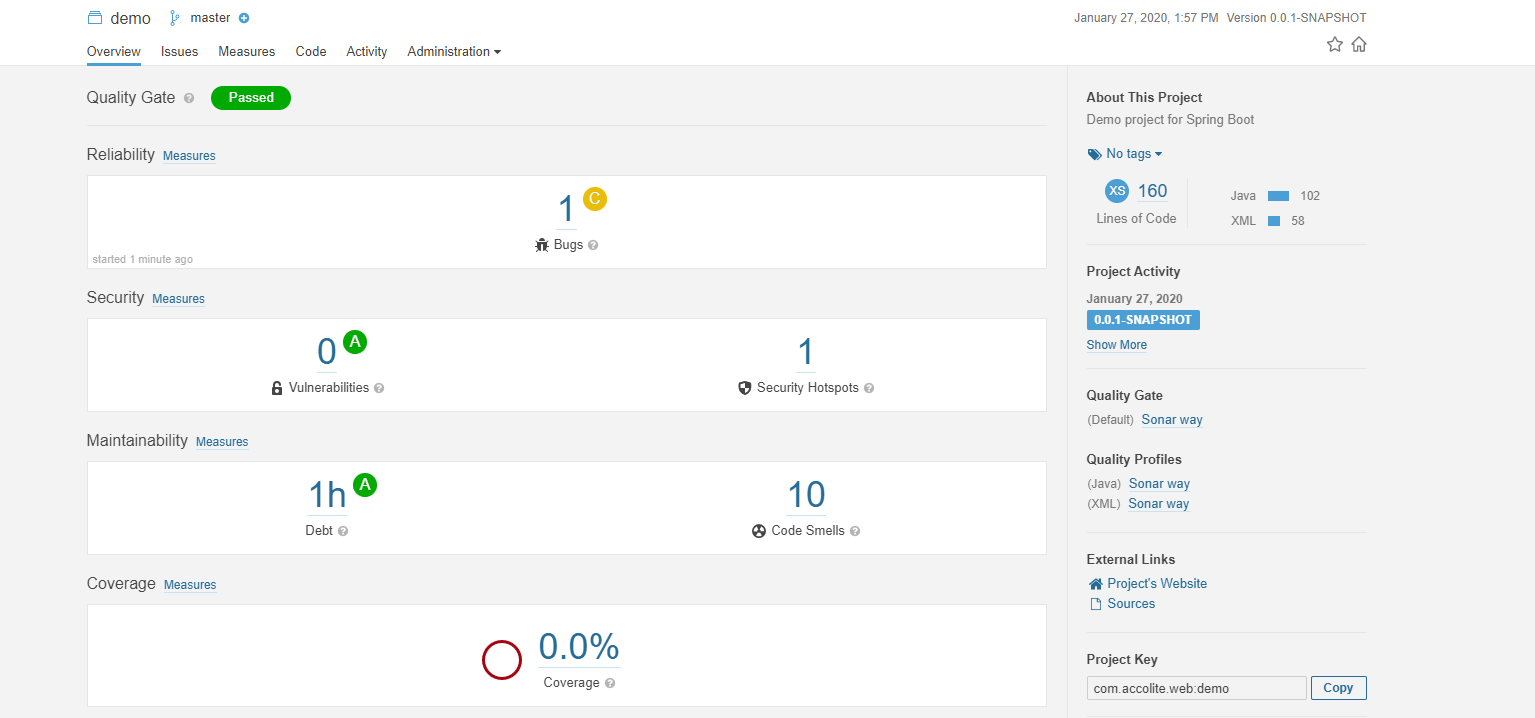 demo master
January 27, 2020, 1:57 PM Version 0.0.1-SNAPSHOT
Overview Issues Measures Code Activity Administration
Quality Gate ? Passed
Reliability Measures
1 C
Bugs ?
started 1 minute ago
Security Measures
0 A
Vulnerabilities ?
1
Security Hotspots ?
Maintainability Measures
1h A
Debt ?
10
Code Smells ?
Coverage Measures
0.0%
Coverage ?
About This Project
Demo project for Spring Boot
No tags
XS 160
Lines of Code
Java 102
XML 58
Project Activity
January 27, 2020
0.0.1-SNAPSHOT
Show More
Quality Gate
(Default) Sonar way
Quality Profiles
(Java) Sonar way
(XML) Sonar way
External Links
Project's Website
Sources
Project Key
com.accolite.web:demo Copy